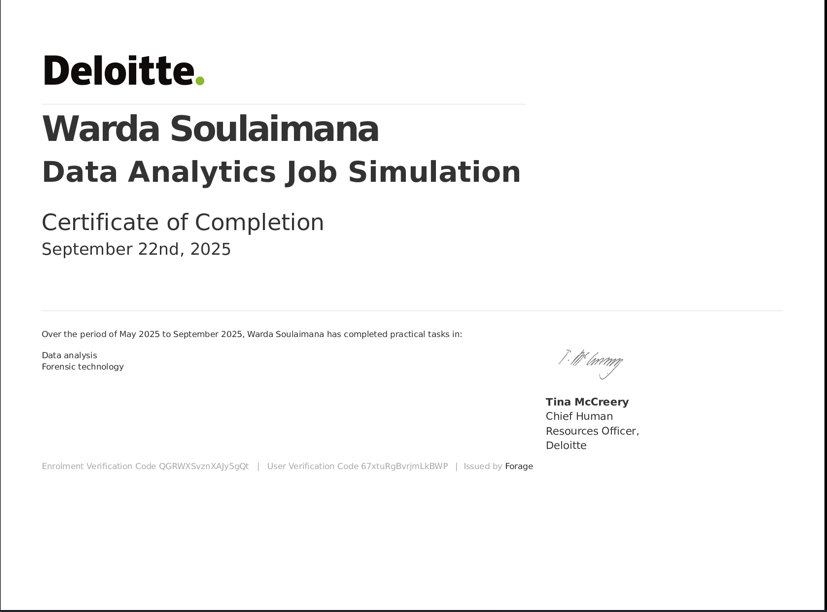 Deloitte.
Warda Soulaimana
Data Analytics Job Simulation
Certificate of Completion
September 22nd, 2025
Over the period of May 2025 to September 2025, Warda Soulaimana has completed practical tasks in:
Data analysis
Forensic technology
T. McCreery
Tina McCreery
Chief Human
Resources Officer,
Deloitte
Enrolment Verification Code QGRWXSvznXAJy5gQt | User Verification Code 67xtuRgBvrjmLkBWP | Issued by Forage